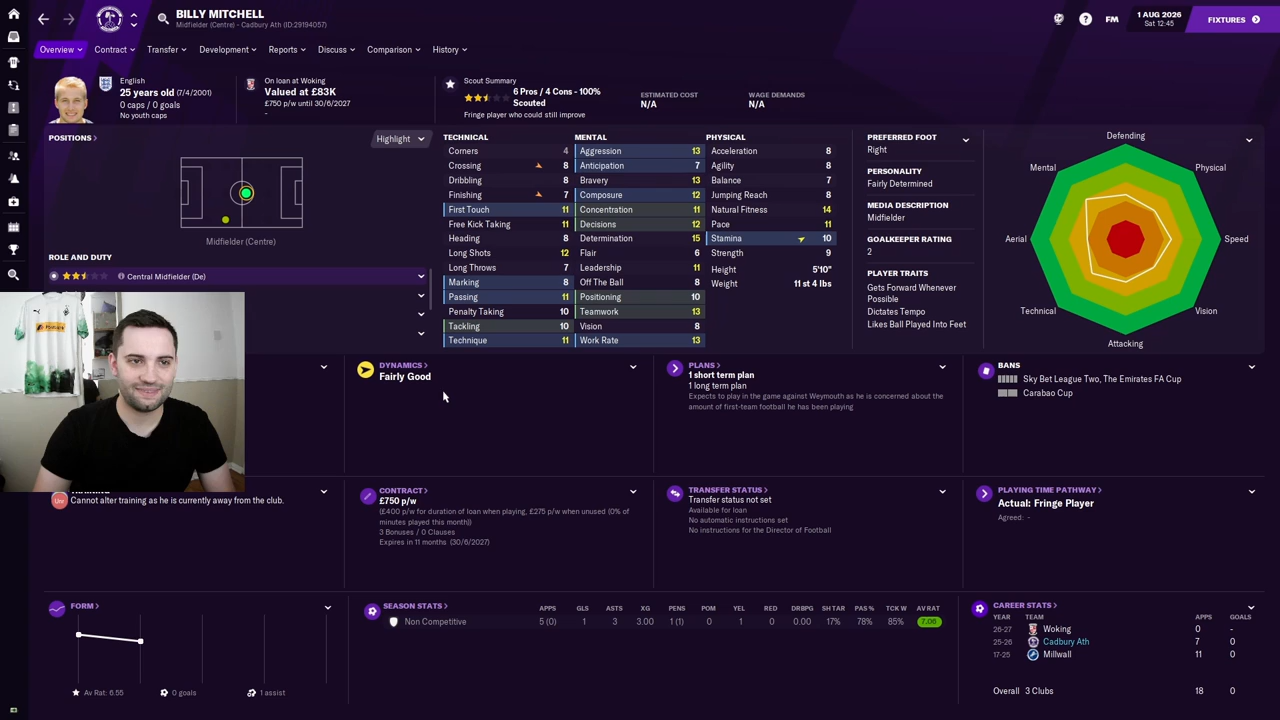 BILLY MITCHELL
Midfielder (Centre) - Cadbury Ath (ID:29194057)
FM
1 AUG 2026
Sat 12:45
FIXTURES
Overview
Contract
Transfer
Development
Reports
Discuss
Comparison
History
English
25 years old (7/4/2001)
0 caps / 0 goals
No youth caps
On loan at Woking
Valued at £83K
£750 p/w until 30/6/2027
-
Scout Summary
6 Pros / 4 Cons - 100% Scouted
Fringe player who could still improve
ESTIMATED COST
N/A
WAGE DEMANDS
N/A
POSITIONS
Highlight
Midfielder (Centre)
ROLE AND DUTY
Central Midfielder (De)
TECHNICAL
Corners 4
Crossing 8
Dribbling 8
Finishing 7
First Touch 11
Free Kick Taking 11
Heading 8
Long Shots 12
Long Throws 7
Marking 8
Passing 11
Penalty Taking 10
Tackling 10
Technique 11
MENTAL
Aggression 13
Anticipation 7
Bravery 13
Composure 12
Concentration 11
Decisions 12
Determination 15
Flair 6
Leadership 11
Off The Ball 8
Positioning 10
Teamwork 13
Vision 8
Work Rate 13
PHYSICAL
Acceleration 8
Agility 8
Balance 7
Jumping Reach 8
Natural Fitness 14
Pace 11
Stamina 10
Strength 9
Height 5'10"
Weight 11 st 4 lbs
PREFERRED FOOT
Right
PERSONALITY
Fairly Determined
MEDIA DESCRIPTION
Midfielder
GOALKEEPER RATING
2
PLAYER TRAITS
Gets Forward Whenever
Possible
Dictates Tempo
Likes Ball Played Into Feet
Defending
Mental
Physical
Aerial
Speed
Technical
Vision
Attacking
DYNAMICS
Fairly Good
PLANS
1 short term plan
1 long term plan
Expects to play in the game against Weymouth as he is concerned about the
amount of first-team football he has been playing
BANS
Sky Bet League Two, The Emirates FA Cup
Carabao Cup
Unr
Cannot alter training as he is currently away from the club.
CONTRACT
£750 p/w
(£400 p/w for duration of loan when playing, £275 p/w when unused (0% of
minutes played this month))
3 Bonuses / 0 Clauses
Expires in 11 months (30/6/2027)
TRANSFER STATUS
Transfer status not set
Available for loan
No automatic instructions set
No instructions for the Director of Football
PLAYING TIME PATHWAY
Actual: Fringe Player
Agreed: -
FORM
Av Rat: 6.55
0 goals
1 assist
SEASON STATS
APPS GLS ASTS XG PENS POM YEL RED DRBPG SH TAR PAS % TCK W AV RAT
Non Competitive 5 (0) 1 3 3.00 1 (1) 0 1 0 0.00 17% 78% 85% 7.06
CAREER STATS
YEAR TEAM APPS GOALS
26-27 Woking 0 -
25-26 Cadbury Ath 7 0
17-25 Millwall 11 0
Overall 3 Clubs 18 0